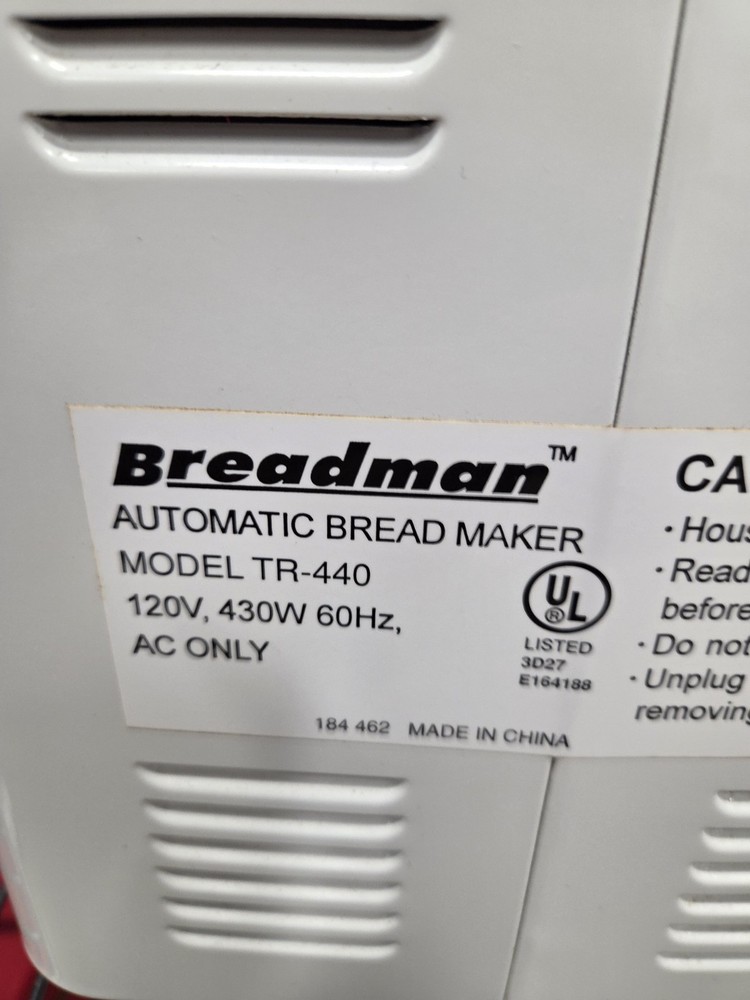 Breadman™
AUTOMATIC BREAD MAKER
MODEL TR-440
120V, 430W 60Hz,
AC ONLY
UL
®
LISTED
3D27
E164188
184 462 MADE IN CHINA
CA
· Hous
· Read
before
· Do not
· Unplug
removing